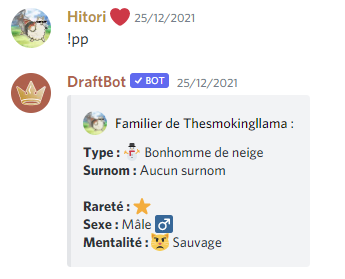 Hitori ❤️ 25/12/2021
!pp
DraftBot ✔ BOT 25/12/2021
Familier de Thesmokingllama :
Type : ☃️ Bonhomme de neige
Surnom : Aucun surnom
Rareté : ⭐
Sexe : Mâle ♂️
Mentalité : 😾 Sauvage